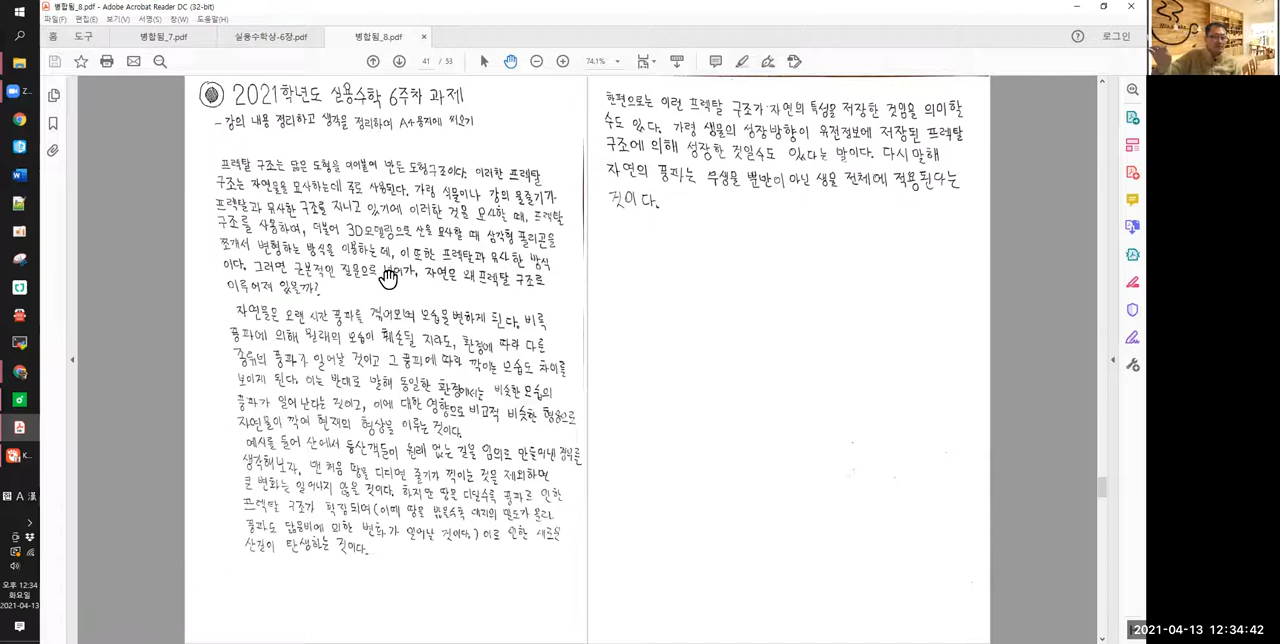 병합됨_8.pdf - Adobe Acrobat Reader DC (32-bit)
파일(F) 편집(E) 보기(V) 서명(S) 창(W) 도움말(H)
홈 도구 병합됨_7.pdf 실용수학상-6장.pdf 병합됨_8.pdf × 로그인
41 / 53 74.1%
2021학년도 실용수학 6주차 과제
- 강의 내용 정리하고 생각을 정리하여 A4용지에 써오기
프렉탈 구조는 닮은 도형을 이어붙여 만든 도형구조이다. 이러한 프렉탈
구조는 자연물을 묘사하는데 주로 사용된다. 가령 식물이나 강의 물줄기가
프렉탈과 유사한 구조를 지니고 있기에 이러한 것을 묘사할 때, 프렉탈
구조를 사용하며, 더불어 3D모델링으로 산을 묘사할 때 삼각형 폴리곤을
쪼개서 변형하는 방식을 이용하는데, 이 또한 프렉탈과 유사한 방식
이다. 그러면 근본적인 질문으로 자연은 왜 프렉탈 구조로
이루어져 있을까?
자연물은 오랜 시간 풍파를 겪어오며 모습을 변하게 된다. 비록
풍파에 의해 원래의 모습이 훼손될 지라도, 환경에 따라 다른
종류의 풍파가 일어날 것이고 그 풍파에 따라 깎이는 모습도 차이를
보이게 된다. 이는 반대로 말해 동일한 환경에서는 비슷한 모습의
풍파가 일어난다는 것이고, 이에 대한 영향으로 비교적 비슷한 형용으로
자연물이 깎여 현재의 형상을 이루는 것이다.
예시를 들어 산에서 등산객들이 원래 없는 길을 임의로 만들어낸 경우를
생각해보자. 맨 처음 땅을 디디면 줄기가 꺾이는 것을 제외하면
큰 변화는 일어나지 않을 것이다. 하지만 땅을 디딜수록 풍파로 인한
프렉탈 구조가 확장되며(이때 땅을 밟을수록 대지의 밀도가 올라
풍파도 닮음비에 의한 변화가 일어날 것이다.) 이로 인한 새로운
산길이 탄생하는 것이다.
한편으로는 이런 프렉탈 구조가 자연의 특성을 저장한 것임을 의미할
수도 있다. 가령 생물의 성장방향이 유전정보에 저장된 프렉탈
구조에 의해 성장한 것일수도 있다는 말이다. 다시 말해
자연의 풍파는 무생물 뿐만이 아닌 생물 전체에 적용된다는
것이다.
오후 12:34
화요일
2021-04-13
2021-04-13 12:34:42